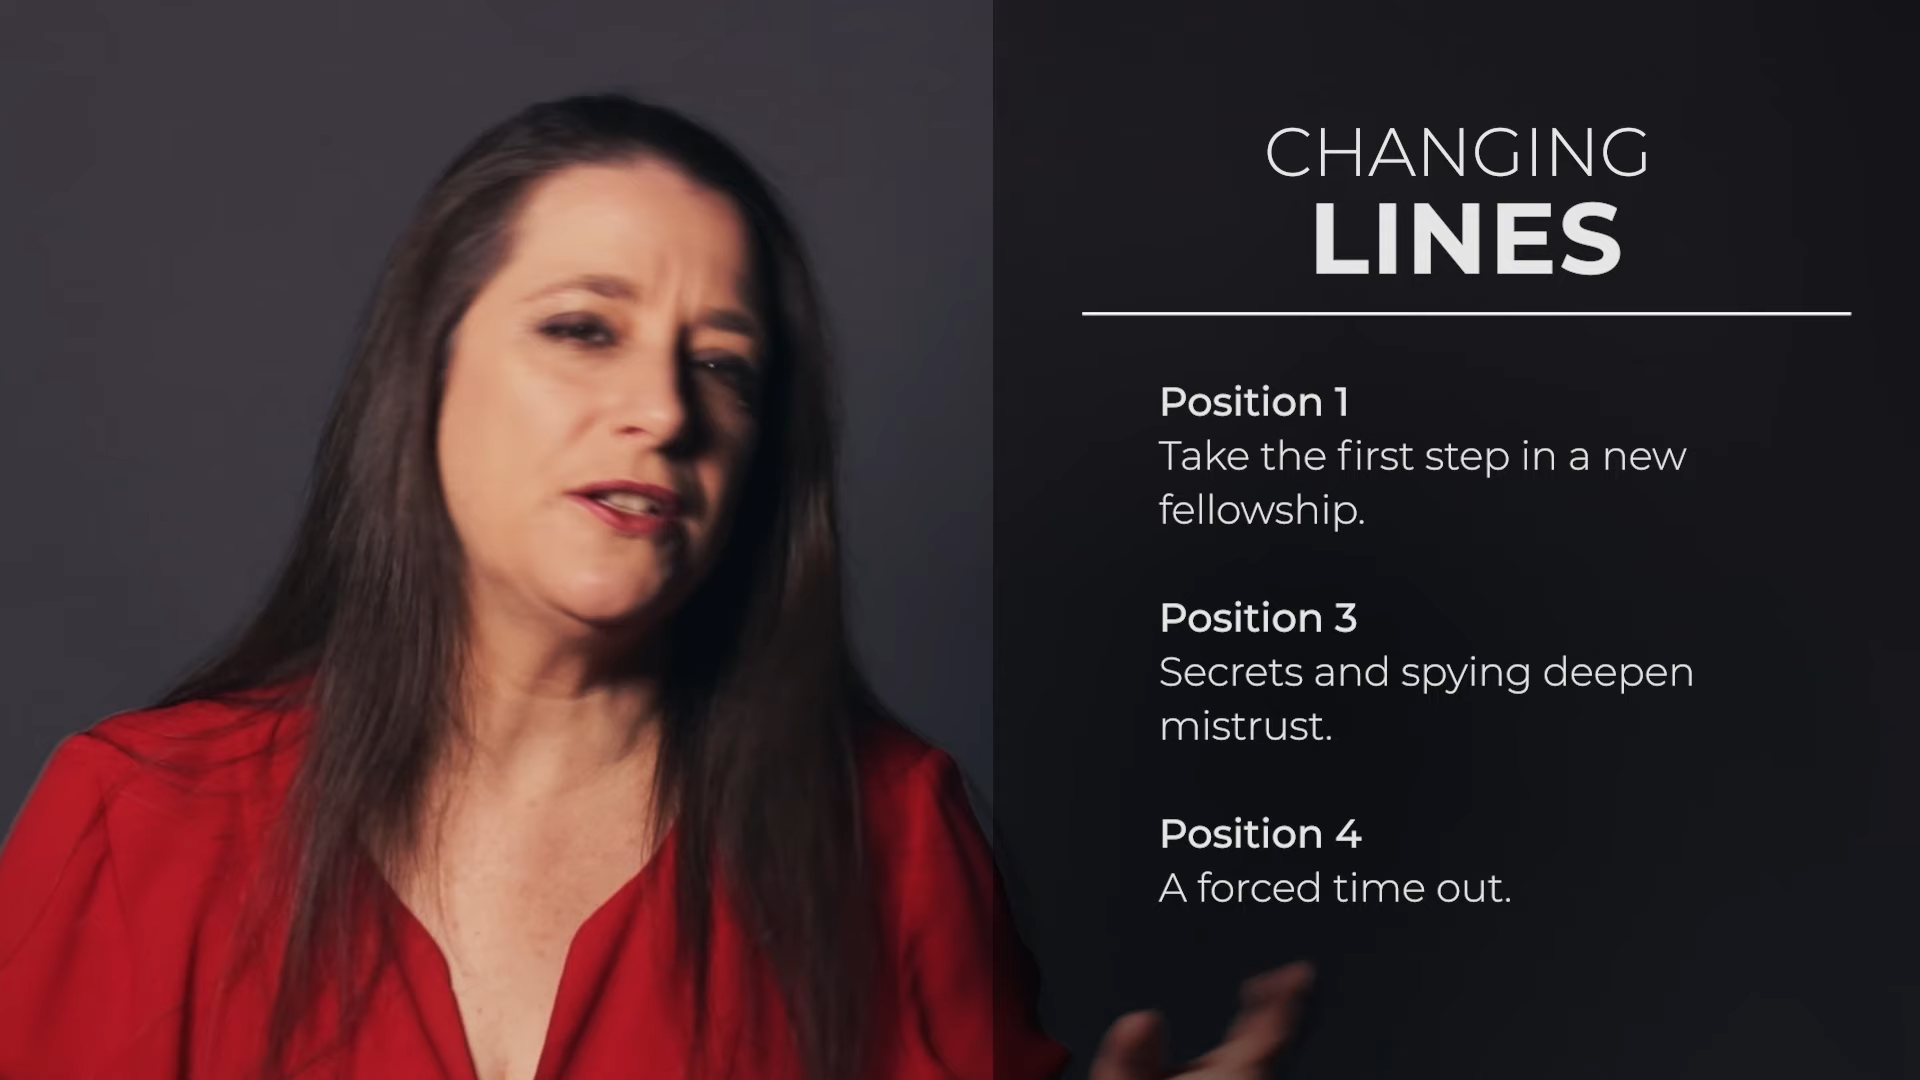 CHANGING
LINES
Position 1
Take the first step in a new
fellowship.
Position 3
Secrets and spying deepen
mistrust.
Position 4
A forced time out.